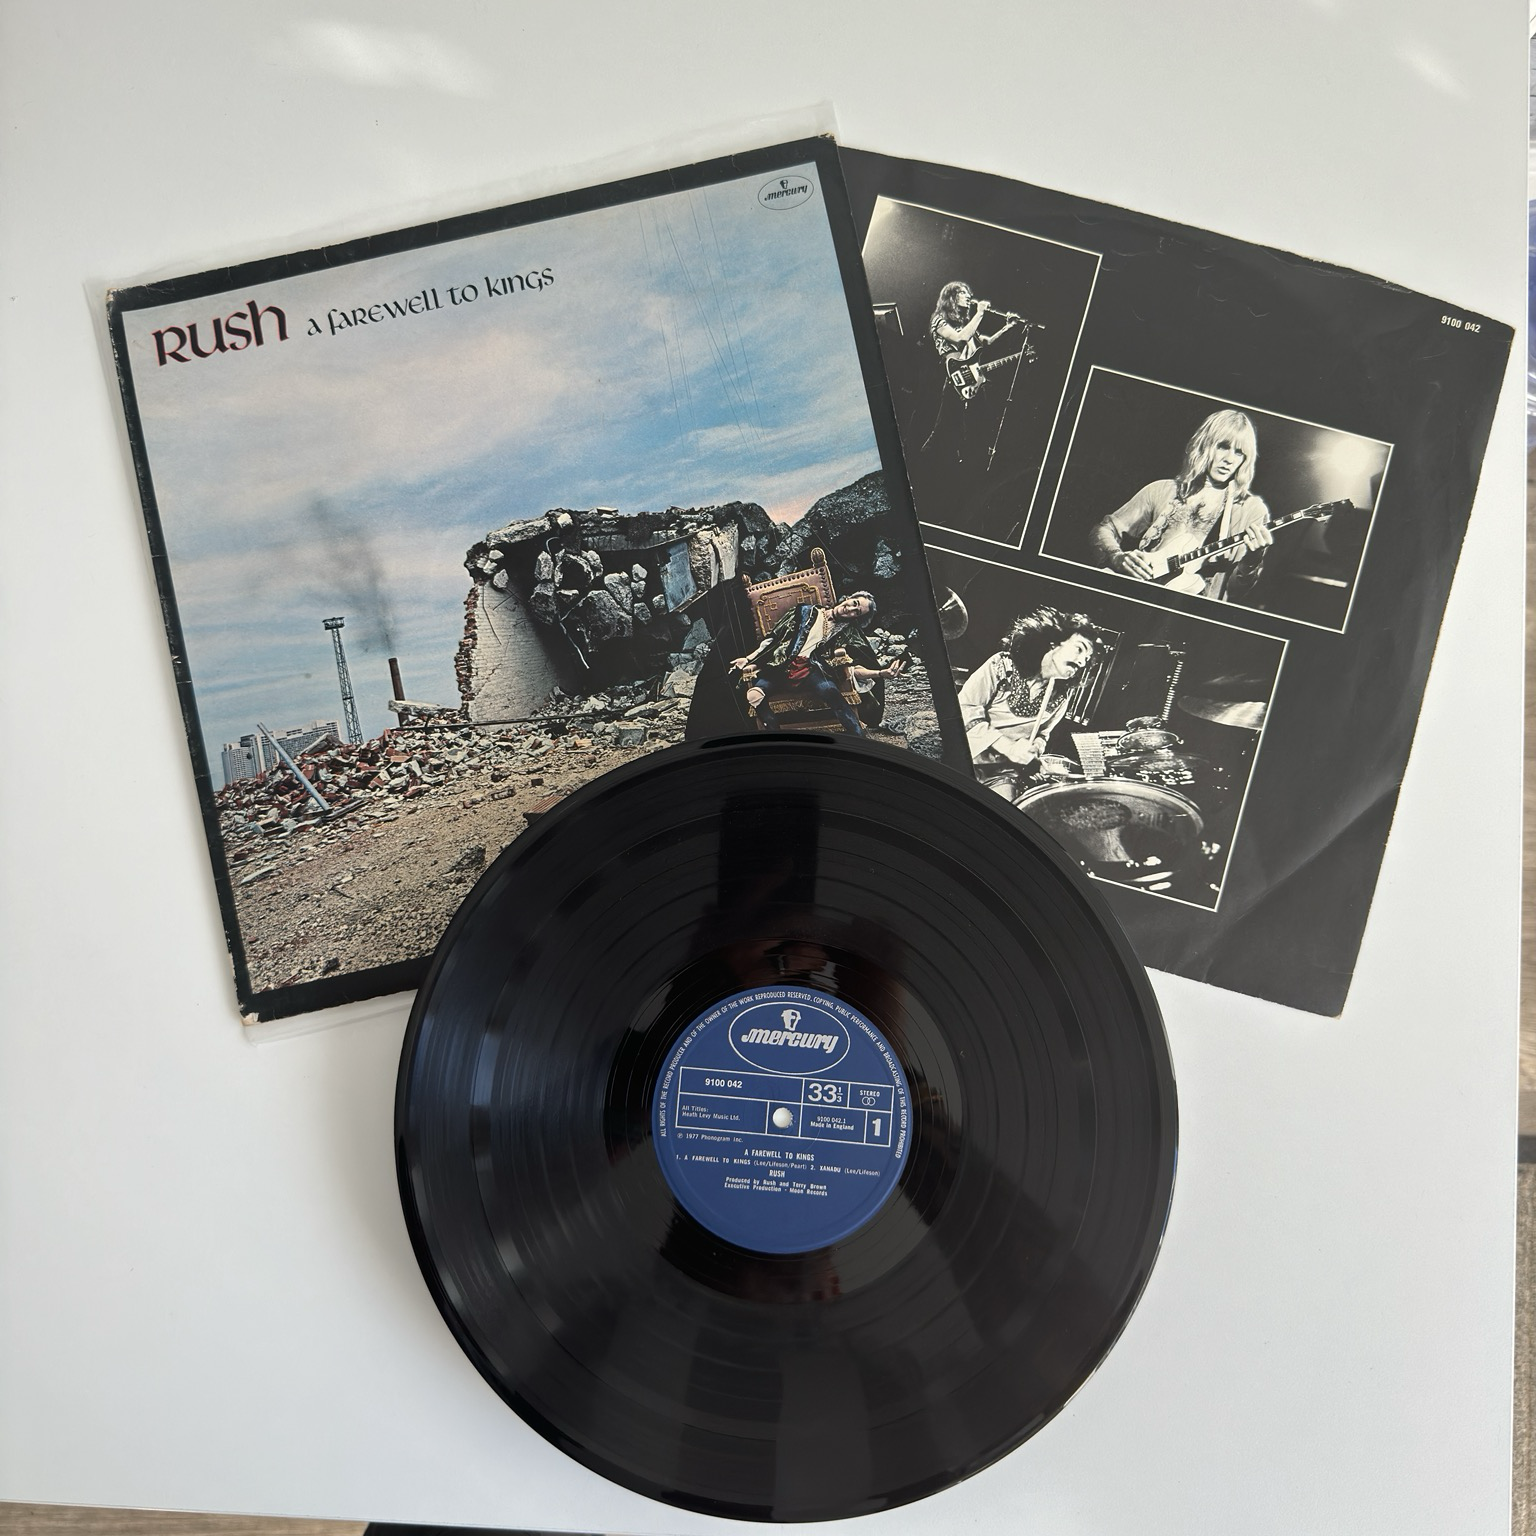 mercury
Rush a farewell to kings
9100 042
ALL RIGHTS OF THE RECORD PRODUCER AND OF THE OWNER OF THE WORK REPRODUCED RESERVED. COPYING, PUBLIC PERFORMANCE AND BROADCASTING OF THIS RECORD PROHIBITED
mercury
9100 042
33 1/3
STEREO
All Titles:
Heath Levy Music Ltd.
9100 042.1
Made in England
1
℗ 1977 Phonogram Inc.
A FAREWELL TO KINGS
1. A FAREWELL TO KINGS (Lee/Lifeson/Peart) 2. XANADU (Lee/Lifeson)
RUSH
Produced by Rush and Terry Brown
Executive Production - Moon Records